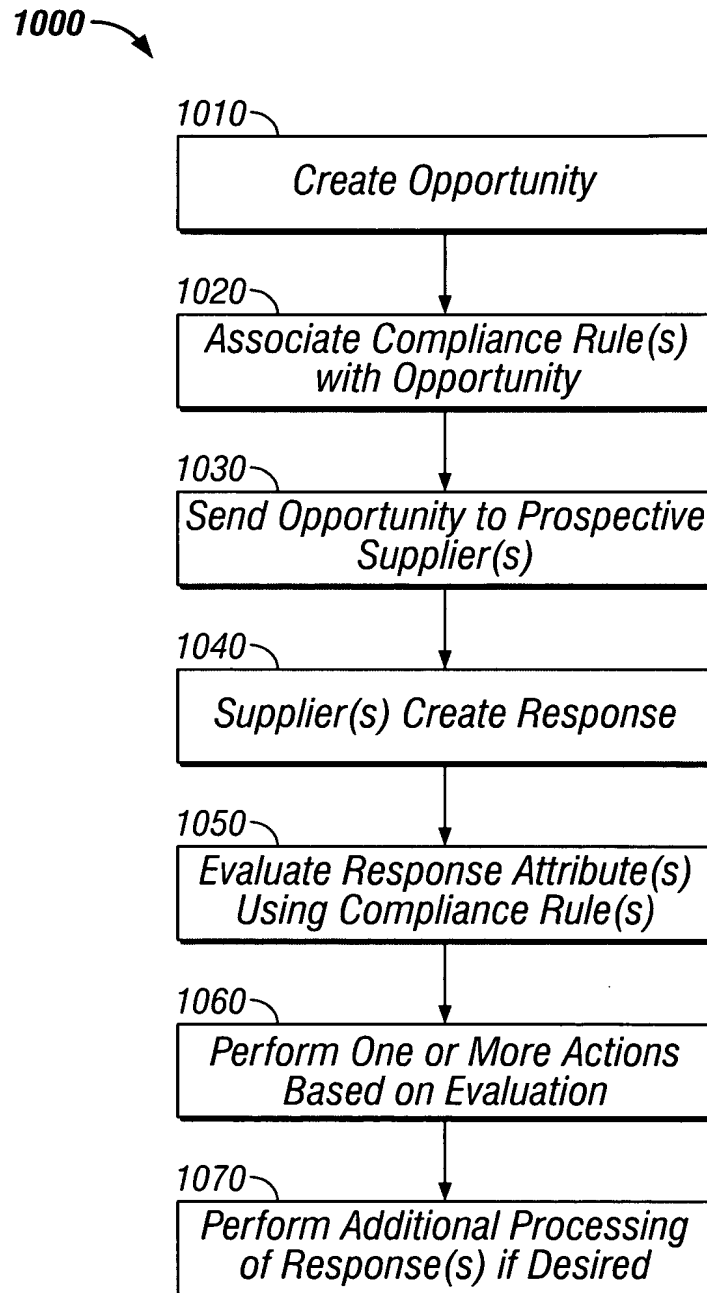 1000
1010
Create Opportunity
1020
Associate Compliance Rule(s)
with Opportunity
1030
Send Opportunity to Prospective
Supplier(s)
1040
Supplier(s) Create Response
1050
Evaluate Response Attribute(s)
Using Compliance Rule(s)
1060
Perform One or More Actions
Based on Evaluation
1070
Perform Additional Processing
of Response(s) if Desired